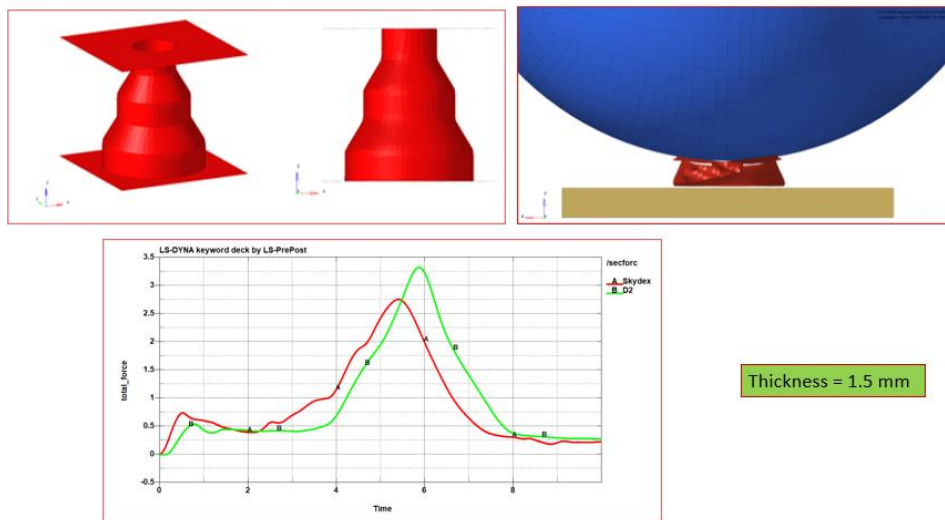 LS-DYNA keyword deck by LS-PrePost
3.5
3
2.5
2
1.5
1
0.5
0
-0.5
total_force
0 2 4 6 8
Time
/secforc
A Skydex
B D2
A
B
A
B
A
B
A
B
A
B
Thickness = 1.5 mm